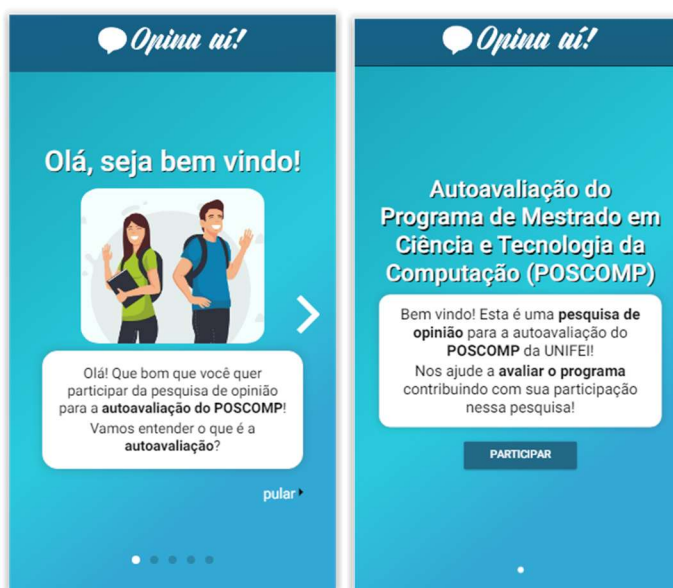 Opina aí!
Olá, seja bem vindo!
Olá! Que bom que você quer
participar da pesquisa de opinião
para a autoavaliação do POSCOMP!
Vamos entender o que é a
autoavaliação?
pular
Opina aí!
Autoavaliação do
Programa de Mestrado em
Ciência e Tecnologia da
Computação (POSCOMP)
Bem vindo! Esta é uma pesquisa de
opinião para a autoavaliação do
POSCOMP da UNIFEI!
Nos ajude a avaliar o programa
contribuindo com sua participação
nessa pesquisa!
PARTICIPAR